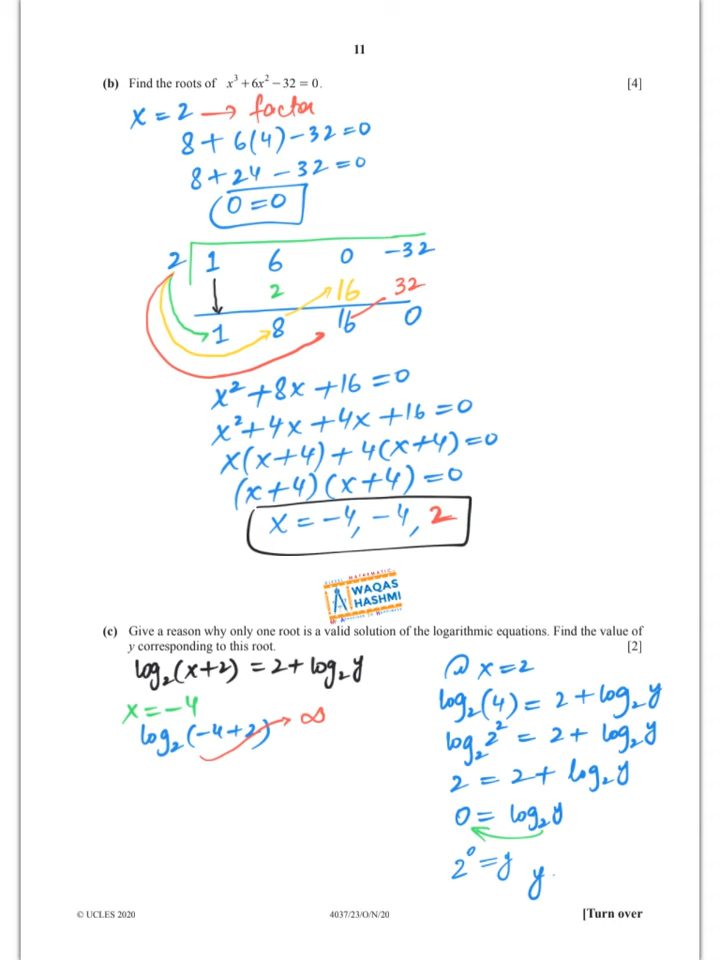 11
(b) Find the roots of x³ + 6x² − 32 = 0. [4]
x = 2 → factor
8 + 6(4) − 32 = 0
8 + 24 − 32 = 0
0 = 0
2 1 6 0 −32
2 16 32
1 8 16 0
x² + 8x + 16 = 0
x² + 4x + 4x + 16 = 0
x(x+4) + 4(x+4) = 0
(x+4)(x+4) = 0
x = −4, −4, 2
WAQAS
HASHMI
(c) Give a reason why only one root is a valid solution of the logarithmic equations. Find the value of
y corresponding to this root. [2]
log₂(x+2) = 2 + log₂y
x = −4
log₂(−4+2) → ∞
@ x = 2
log₂(4) = 2 + log₂y
log₂2² = 2 + log₂y
2 = 2 + log₂y
0 = log₂y
2⁰ = y y
© UCLES 2020 4037/23/O/N/20 [Turn over